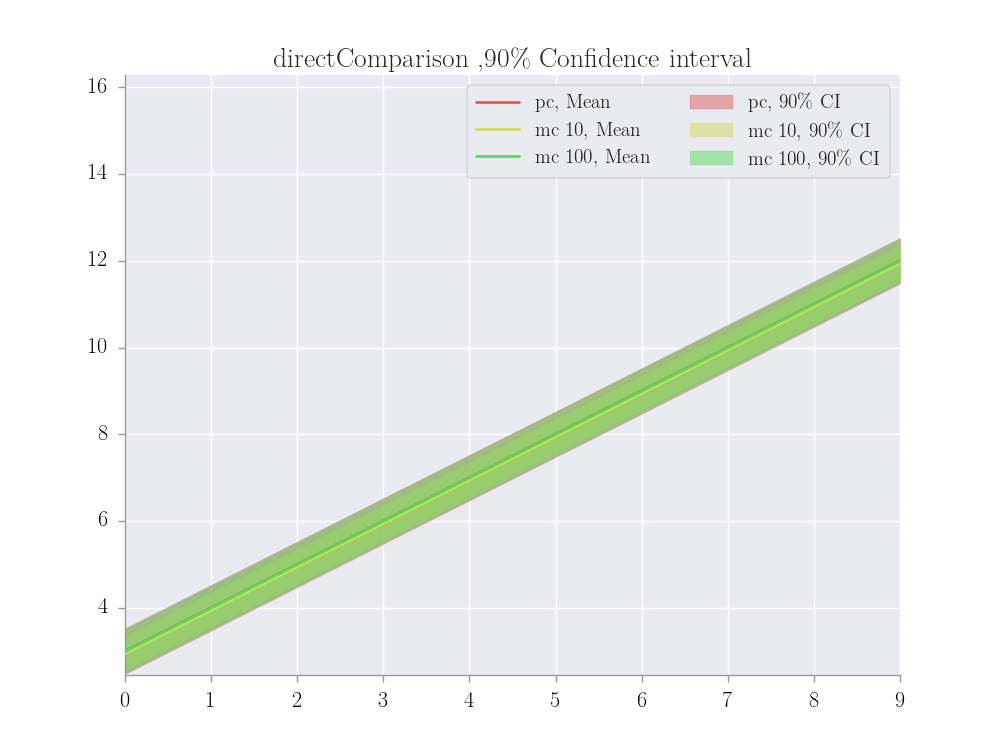 directComparison ,90% Confidence interval
pc, Mean
mc 10, Mean
mc 100, Mean
pc, 90% CI
mc 10, 90% CI
mc 100, 90% CI
16
14
12
10
8
6
4
0 1 2 3 4 5 6 7 8 9